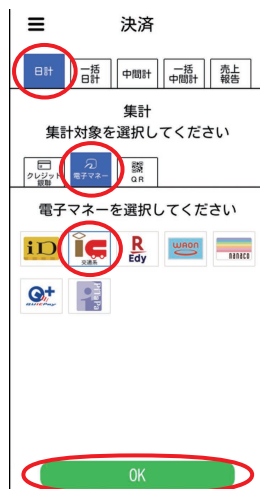 決済
日計
一括
日計
中間計
一括
中間計
売上
報告
集計
集計対象を選択してください
クレジット
銀聯
電子マネー
QR
電子マネーを選択してください
iD
交通系
R
Edy
WAON
nanaco
Q+
QUICPay
PiTaPa
OK